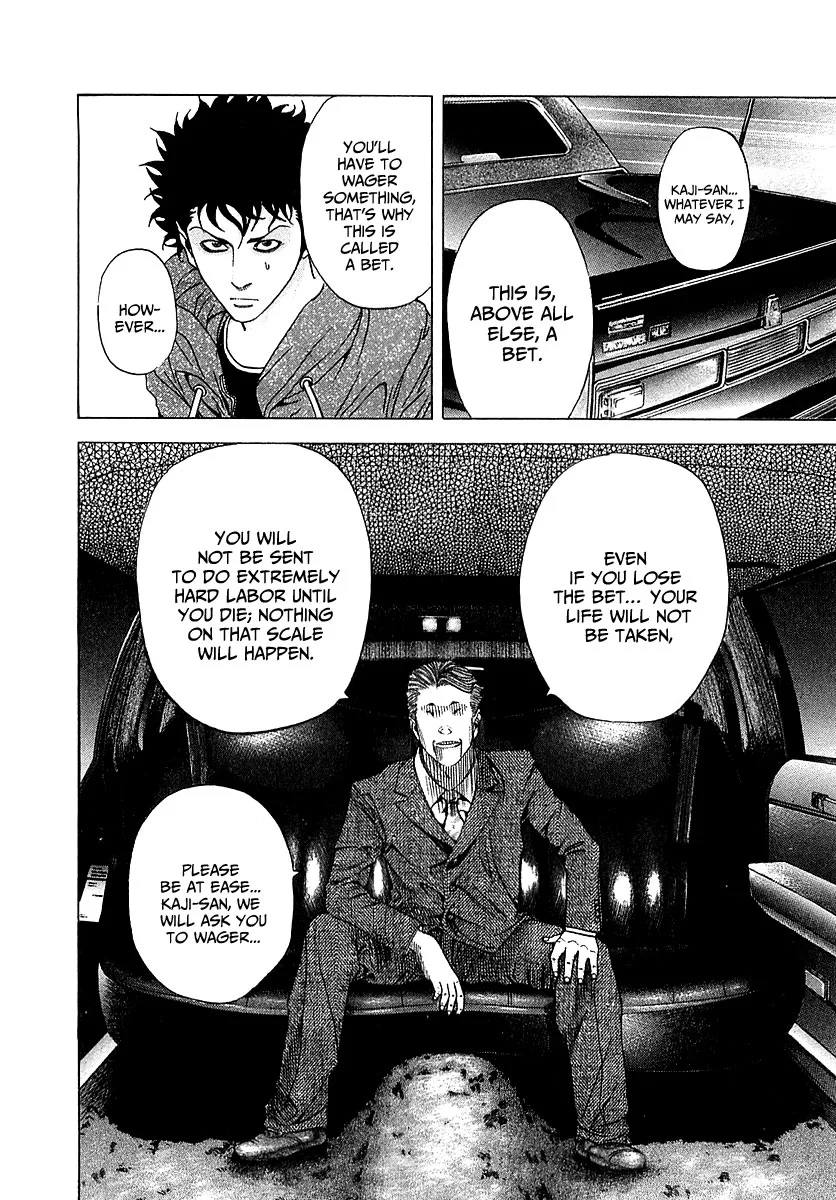 KAJI-SAN...
WHATEVER I
MAY SAY,
THIS IS,
ABOVE ALL
ELSE, A
BET.
YOU'LL
HAVE TO
WAGER
SOMETHING,
THAT'S WHY
THIS IS
CALLED
A BET.
HOW-
EVER...
EVEN
IF YOU LOSE
THE BET... YOUR
LIFE WILL NOT
BE TAKEN,
YOU WILL
NOT BE SENT
TO DO EXTREMELY
HARD LABOR UNTIL
YOU DIE; NOTHING
ON THAT SCALE
WILL HAPPEN.
PLEASE
BE AT EASE...
KAJI-SAN, WE
WILL ASK YOU
TO WAGER...